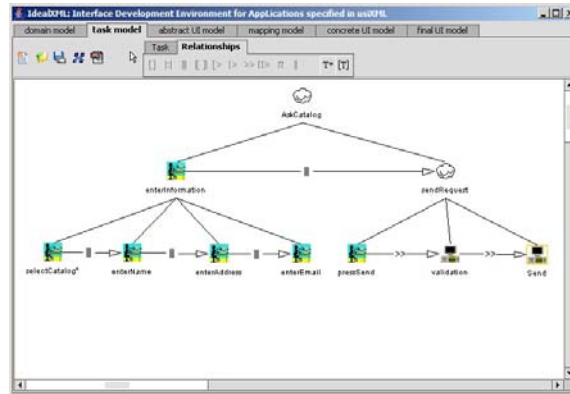 IdealXML: Interface Development Environment for AppLications specified in usiXML
domain model task model abstract UI model mapping model concrete UI model final UI model
Task Relationships
[] |:| ||| [ ] [> |> >> []>> π || T* [T]
AskCatalog
|||
enterInformation sendRequest
||| ||| ||| >> >>
selectCatalog* enterName enterAddress enterEmail pressSend validation Send